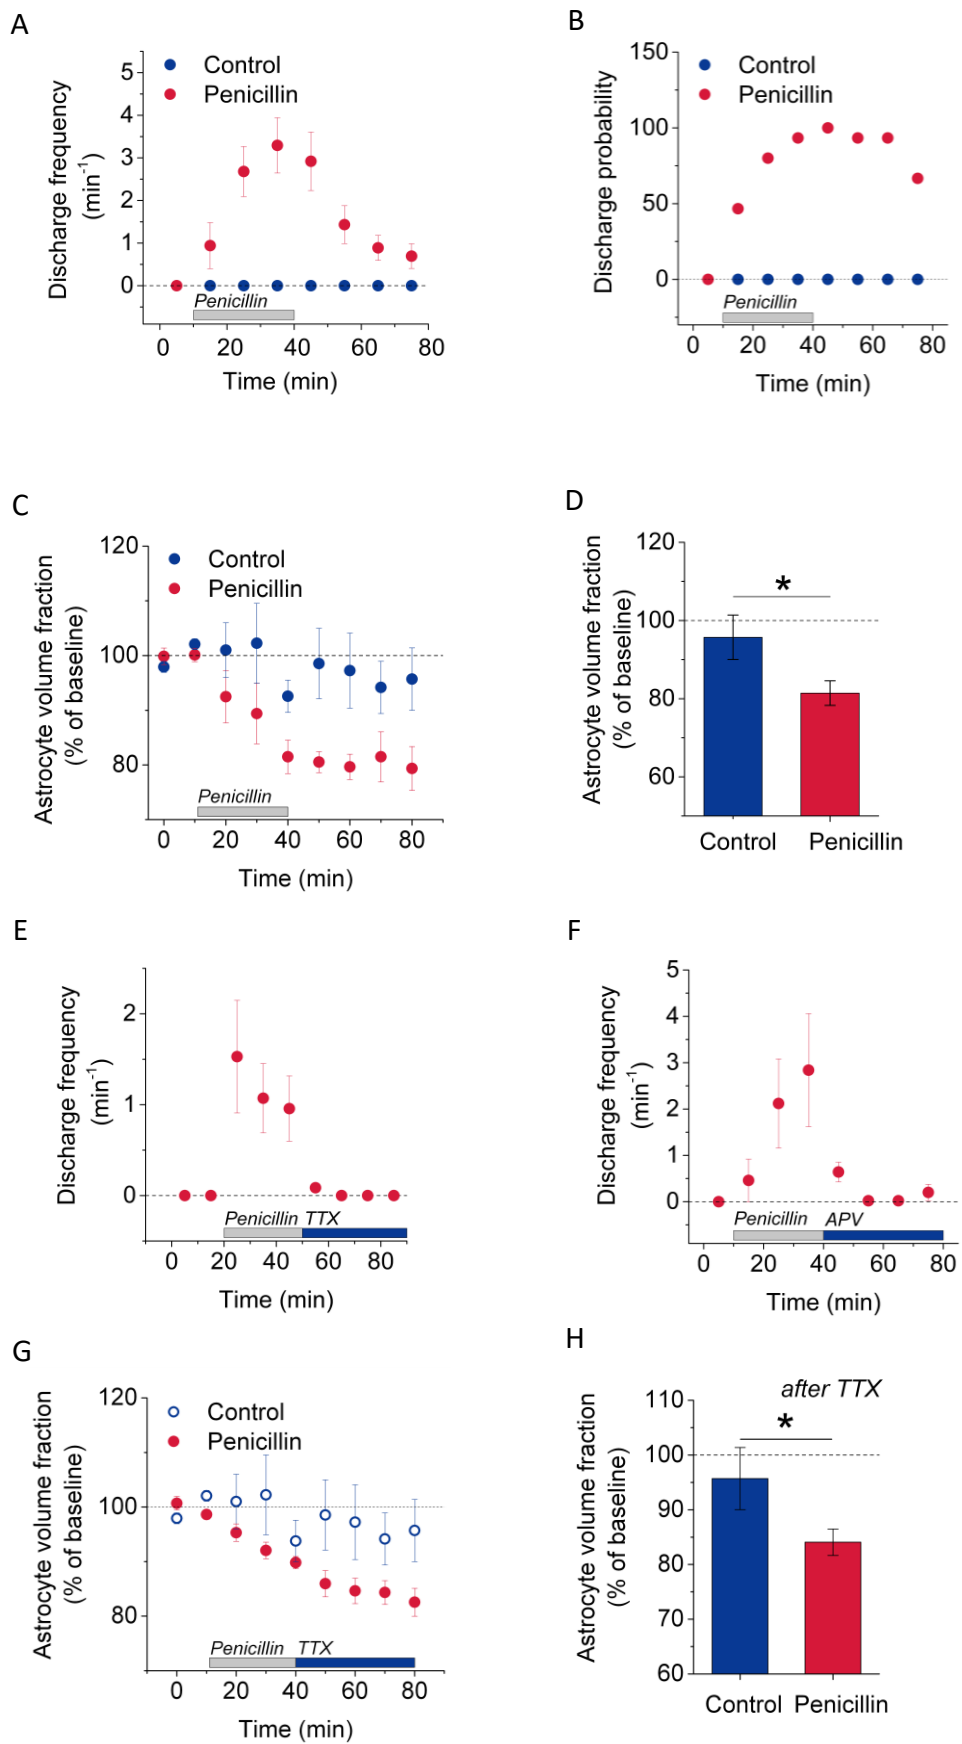 A
Discharge frequency
(min⁻¹)
5
4
3
2
1
0
Control
Penicillin
Penicillin
0 20 40 60 80
Time (min)
B
Discharge probability
150
100
50
0
Control
Penicillin
Penicillin
0 20 40 60 80
Time (min)
C
Astrocyte volume fraction
(% of baseline)
120
100
80
Control
Penicillin
Penicillin
0 20 40 60 80
Time (min)
D
Astrocyte volume fraction
(% of baseline)
120
100
80
60
*
Control Penicillin
E
Discharge frequency
(min⁻¹)
2
1
0
Penicillin TTX
0 20 40 60 80
Time (min)
F
Discharge frequency
(min⁻¹)
5
4
3
2
1
0
Penicillin APV
0 20 40 60 80
Time (min)
G
Astrocyte volume fraction
(% of baseline)
120
100
80
Control
Penicillin
Penicillin TTX
0 20 40 60 80
Time (min)
H
Astrocyte volume fraction
(% of baseline)
after TTX
110
100
90
80
70
60
*
Control Penicillin